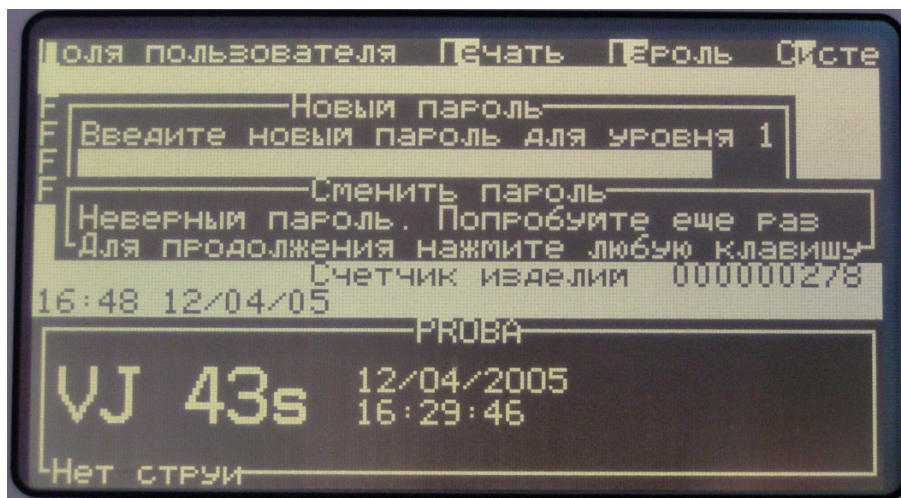 Поля пользователя Печать Пароль Систе
F Новый пароль
F Введите новый пароль для уровня 1
F
F Сменить пароль
Неверный пароль. Попробуйте еще раз
Для продолжения нажмите любую клавишу
Счетчик изделий 000000278
16:48 12/04/05
PROBA
VJ 43s
12/04/2005
16:29:46
Нет струи